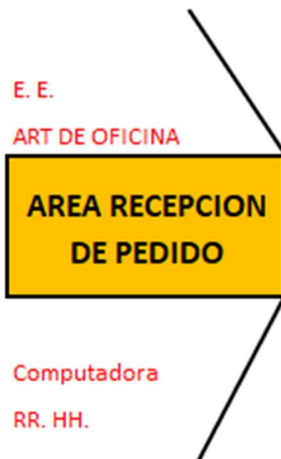 E. E.
ART DE OFICINA
AREA RECEPCION
DE PEDIDO
Computadora
RR. HH.